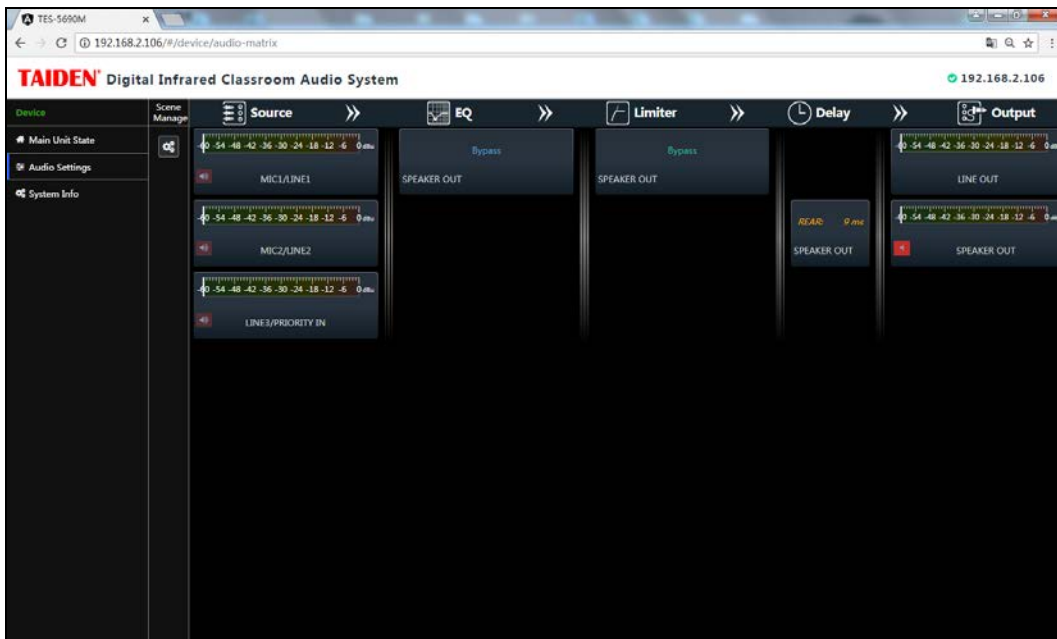 TES-5690M
192.168.2.106/#/device/audio-matrix
TAIDEN Digital Infrared Classroom Audio System
192.168.2.106
Device
Main Unit State
Audio Settings
System Info
Scene Manage
Source
EQ
Limiter
Delay
Output
-60 -54 -48 -42 -36 -30 -24 -18 -12 -6 0
MIC1/LINE1
-60 -54 -48 -42 -36 -30 -24 -18 -12 -6 0
MIC2/LINE2
-60 -54 -48 -42 -36 -30 -24 -18 -12 -6 0
LINE3/PRIORITY IN
Bypass
SPEAKER OUT
Bypass
SPEAKER OUT
REAR: 9 ms
SPEAKER OUT
-60 -54 -48 -42 -36 -30 -24 -18 -12 -6 0
LINE OUT
-60 -54 -48 -42 -36 -30 -24 -18 -12 -6 0
SPEAKER OUT